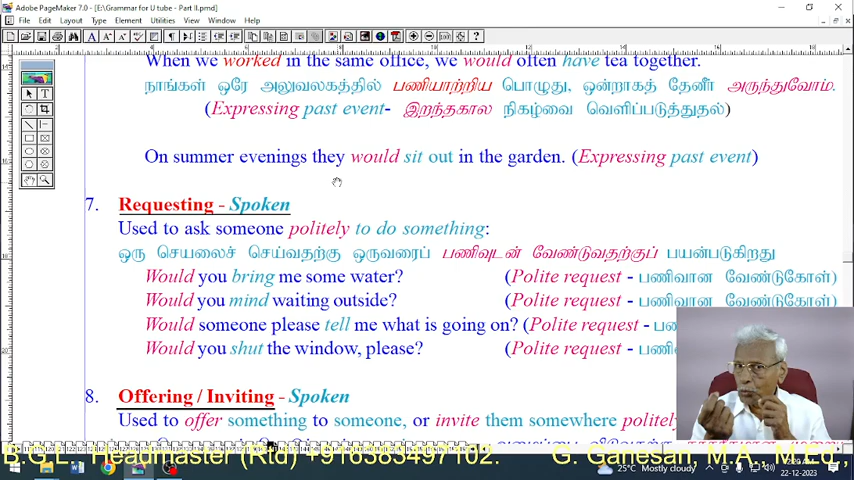 Adobe PageMaker 7.0 - [E:\Grammar for U tube - Part II.pmd]
File Edit Layout Type Element Utilities View Window Help
When we worked in the same office, we would often have tea together.
நாங்கள் ஒரே அலுவலகத்தில் பணியாற்றிய பொழுது, ஒன்றாகத் தேனீர் அருந்துவோம்.
(Expressing past event- இறந்தகால நிகழ்வை வெளிப்படுத்துதல்)
On summer evenings they would sit out in the garden. (Expressing past event)
7. Requesting - Spoken
Used to ask someone politely to do something:
ஒரு செயலைச் செய்வதற்கு ஒருவரைப் பணிவுடன் வேண்டுவதற்குப் பயன்படுகிறது
Would you bring me some water? (Polite request - பணிவான வேண்டுகோள்)
Would you mind waiting outside? (Polite request - பணிவான வேண்டுகோள்)
Would someone please tell me what is going on? (Polite request -
Would you shut the window, please? (Polite request -
8. Offering / Inviting - Spoken
Used to offer something to someone, or invite them somewhere
B.G.L., Headmaster (Rtd) +916383497102. G. Ganesan, M.A., M.Ed.,
25°C Mostly cloudy
22-12-2023